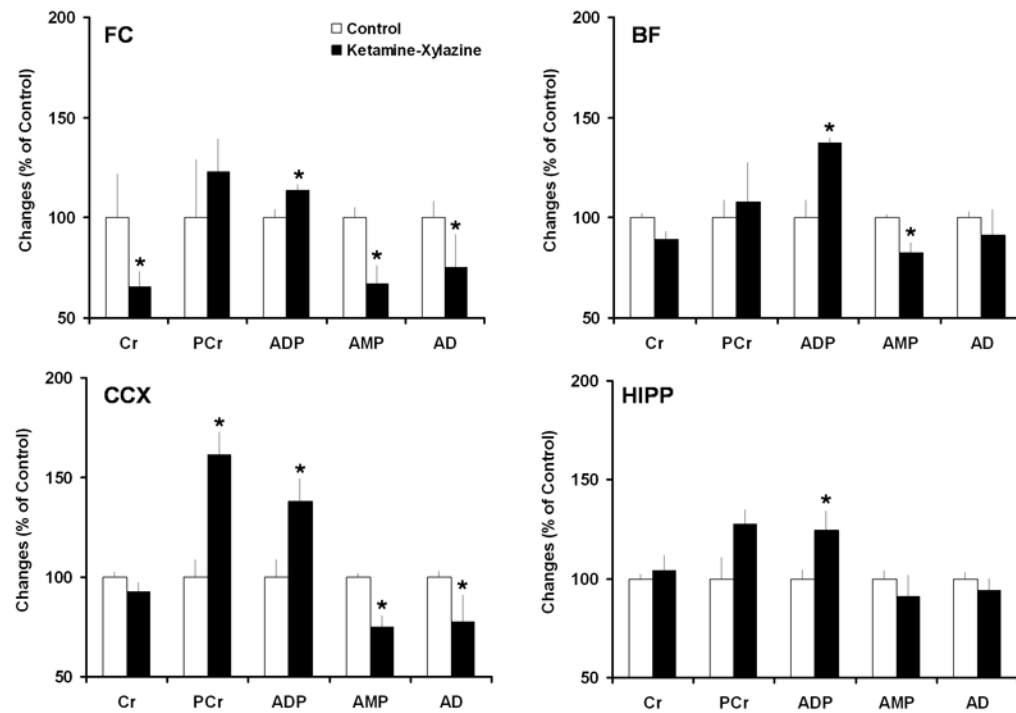 FC
Control
Ketamine-Xylazine
Changes (% of Control)
200
150
100
50
*
*
*
*
Cr PCr ADP AMP AD
BF
Changes (% of Control)
200
150
100
50
*
*
Cr PCr ADP AMP AD
CCX
Changes (% of Control)
200
150
100
50
*
*
*
*
Cr PCr ADP AMP AD
HIPP
Changes (% of Control)
200
150
100
50
*
Cr PCr ADP AMP AD